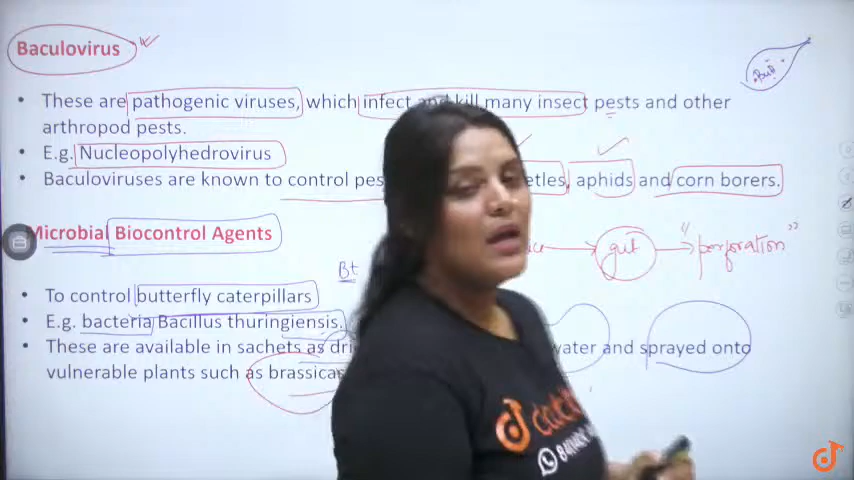 Baculovirus
• These are pathogenic viruses, which infect and kill many insect pests and other
arthropod pests.
• E.g. Nucleopolyhedrovirus
• Baculoviruses are known to control pes etles, aphids and corn borers.
Microbial Biocontrol Agents
gut "perforation"
Bt
• To control butterfly caterpillars
• E.g. bacteria Bacillus thuringiensis.
• These are available in sachets as dri water and sprayed onto
vulnerable plants such as brassicas